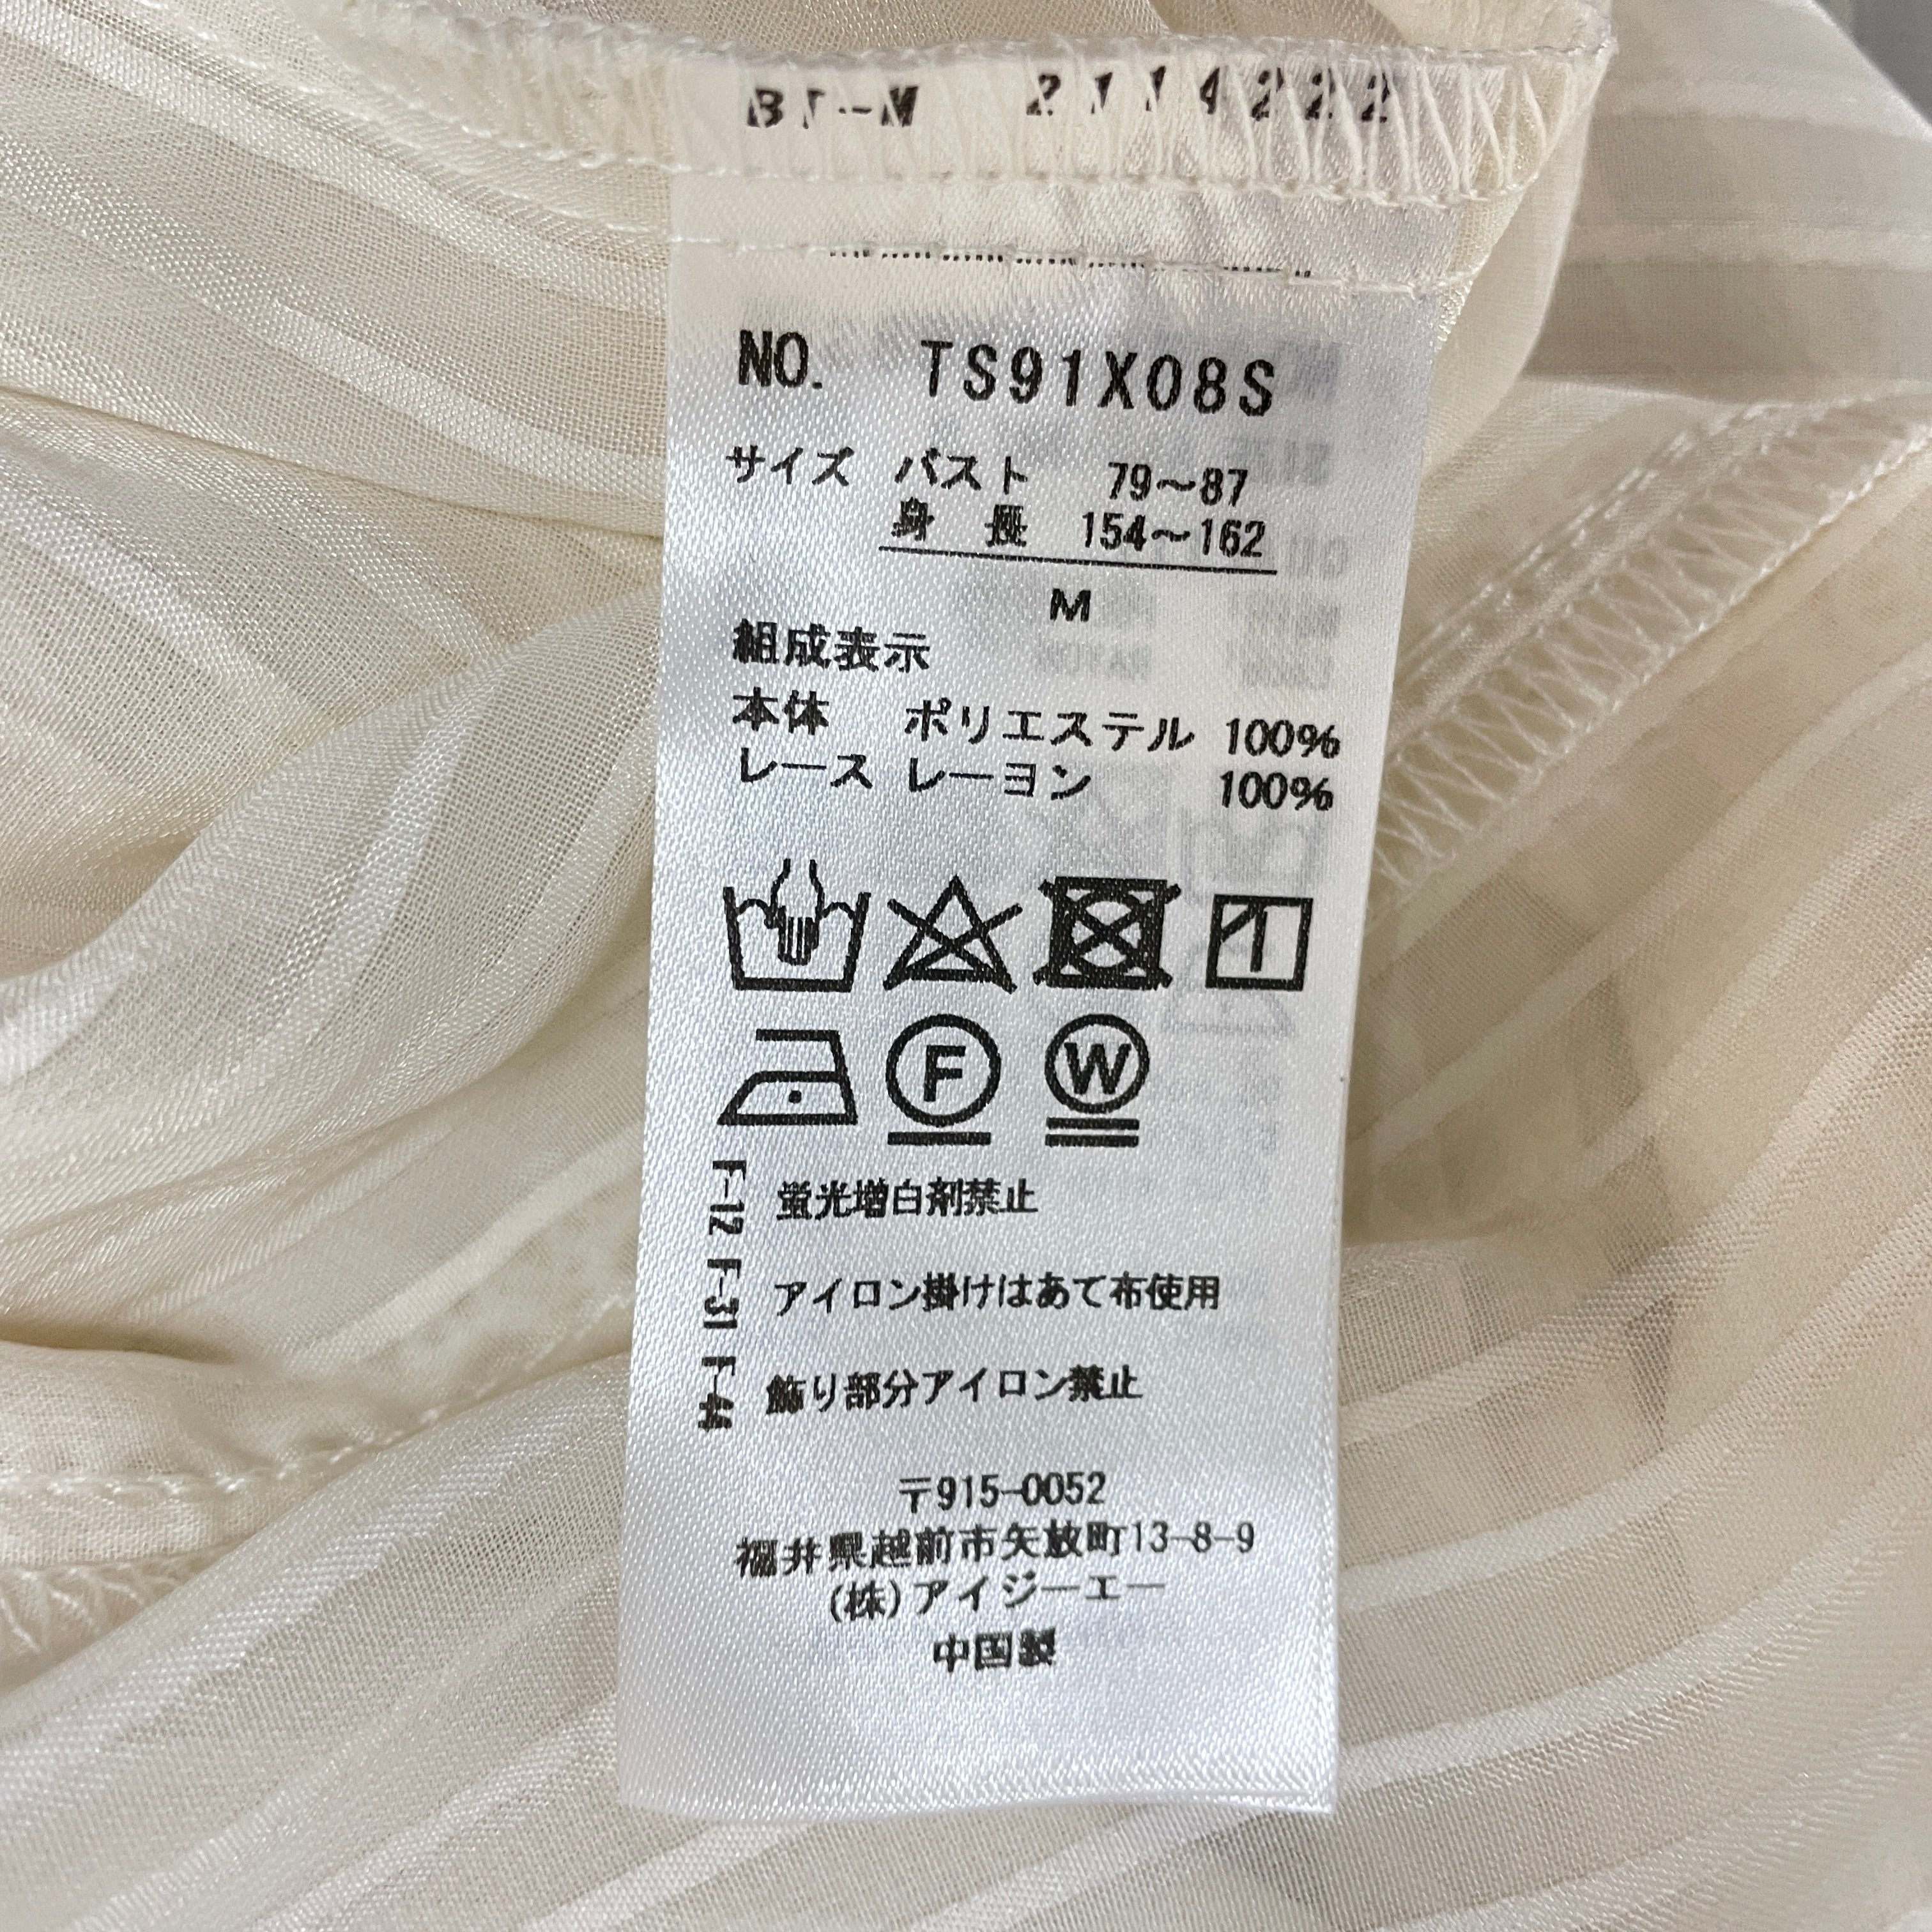 2114222
NO. TS91X08S
サイズ バスト 79～87
身 長 154～162
M
組成表示
本体 ポリエステル 100%
レース レーヨン 100%
F
W
F-12 蛍光増白剤禁止
F-31 アイロン掛けはあて布使用
F-44 飾り部分アイロン禁止
〒915-0052
福井県越前市矢放町13-8-9
(株)アイジーエー
中国製